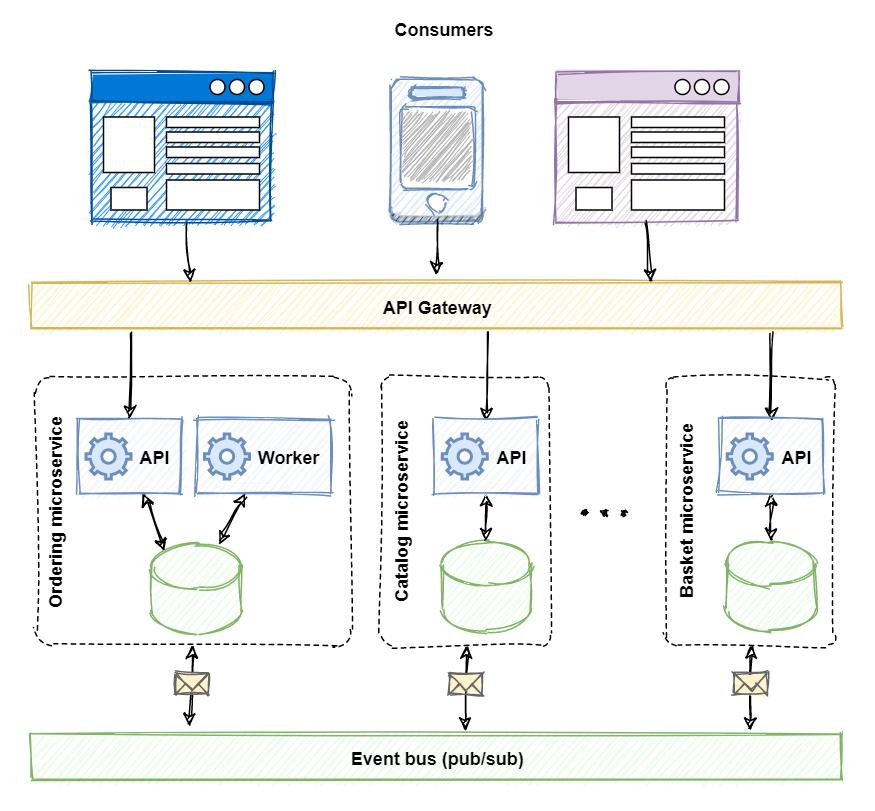 Consumers
API Gateway
Ordering microservice
API
Worker
Catalog microservice
API
...
Basket microservice
API
Event bus (pub/sub)